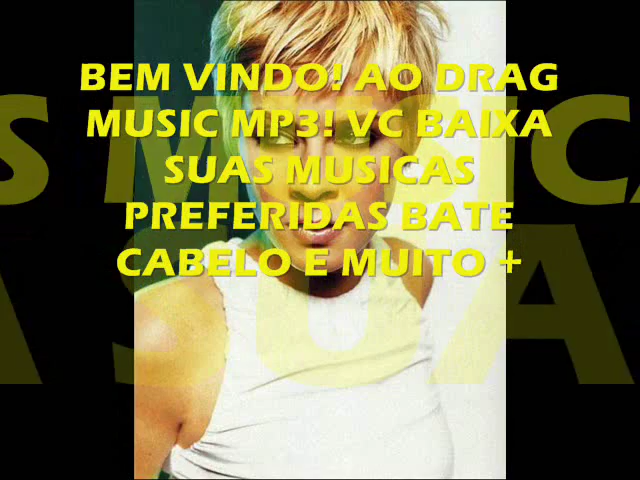 BEM VINDO! AO DRAG
MUSIC MP3! VC BAIXA
SUAS MUSICAS
PREFERIDAS BATE
CABELO E MUITO +